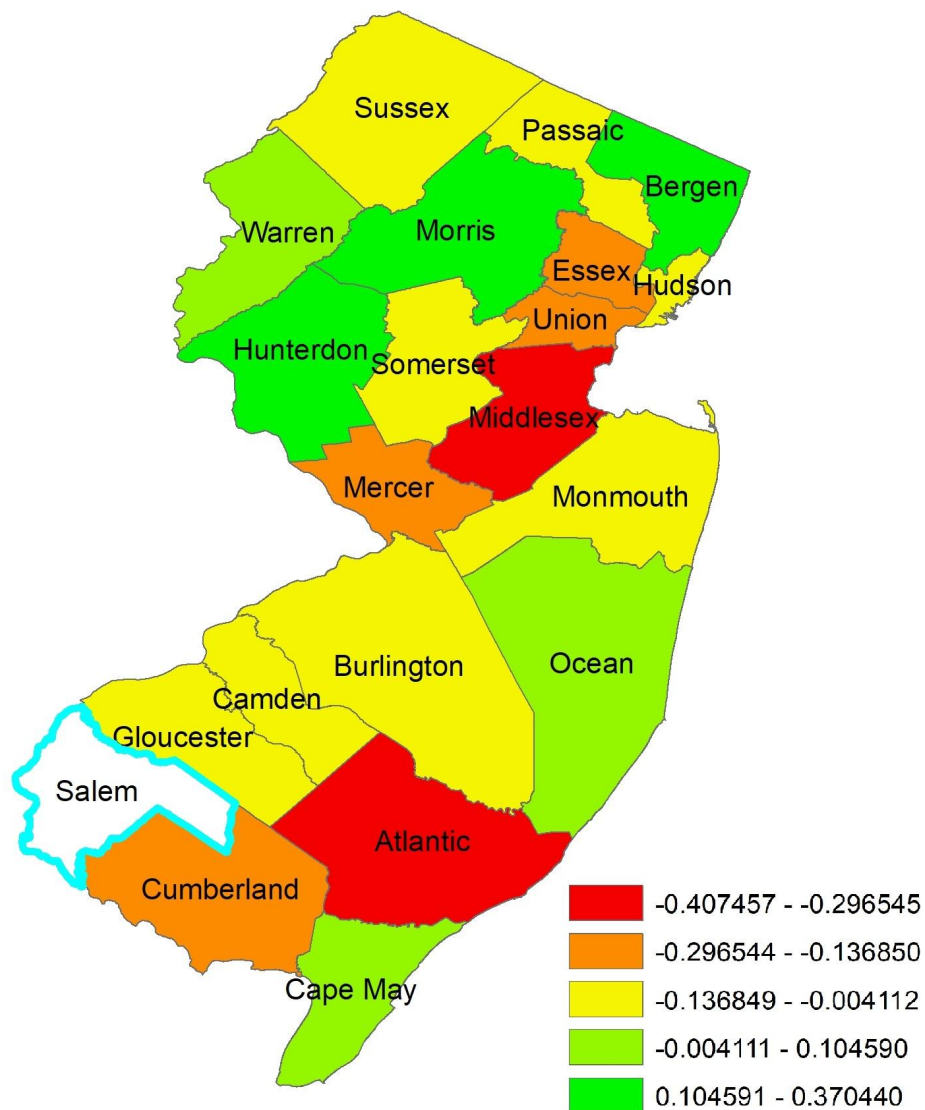 Sussex
Passaic
Bergen
Warren
Morris
Essex
Hudson
Union
Hunterdon
Somerset
Middlesex
Mercer
Monmouth
Ocean
Burlington
Camden
Gloucester
Salem
Atlantic
Cumberland
Cape May
-0.407457 - -0.296545
-0.296544 - -0.136850
-0.136849 - -0.004112
-0.004111 - 0.104590
0.104591 - 0.370440